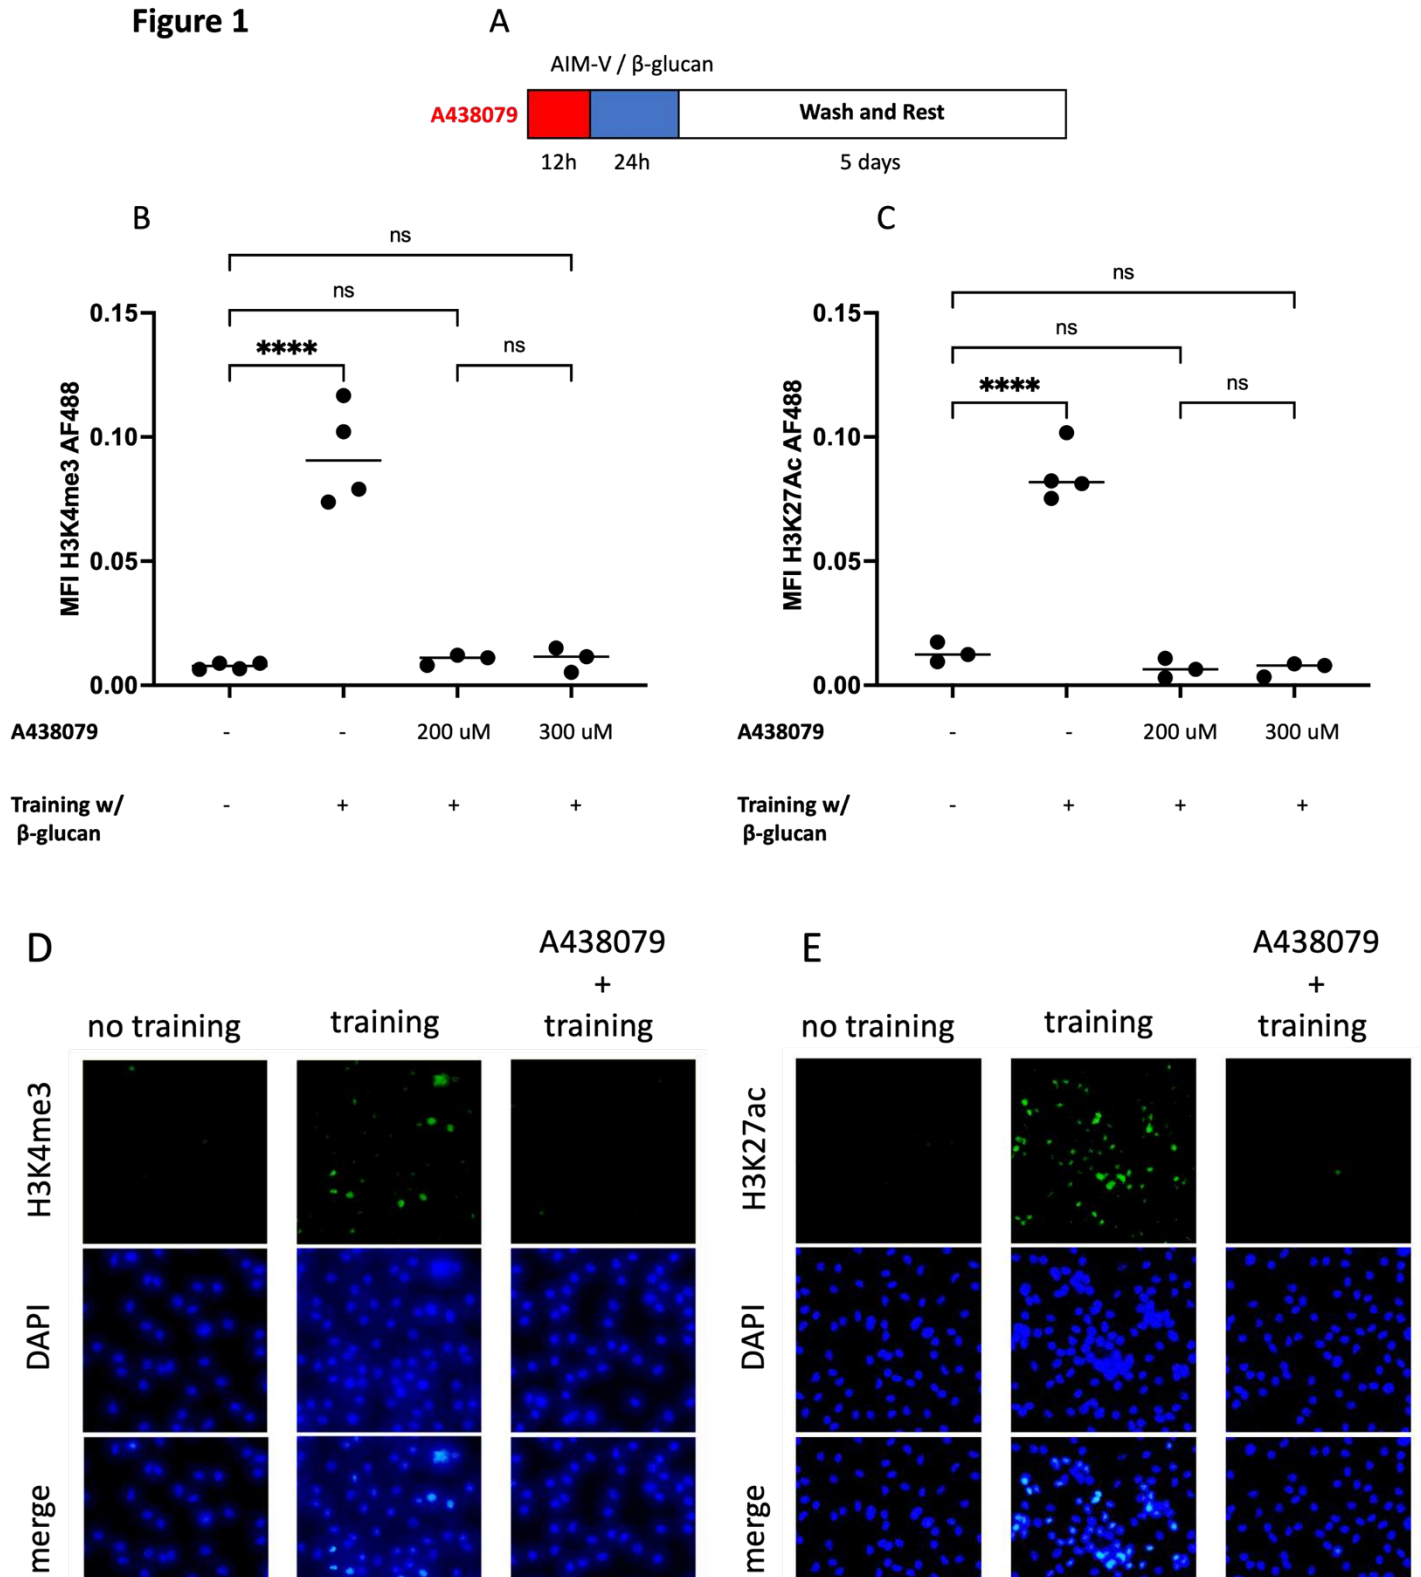 Figure 1
A
AIM-V / β-glucan
A438079
Wash and Rest
12h 24h 5 days
B
ns
ns
**** ns
MFI H3K4me3 AF488
0.15
0.10
0.05
0.00
A438079 - - 200 uM 300 uM
Training w/ - + + +
β-glucan
C
ns
ns
**** ns
MFI H3K27Ac AF488
0.15
0.10
0.05
0.00
A438079 - - 200 uM 300 uM
Training w/ - + + +
β-glucan
D
A438079
+
no training training training
H3K4me3
DAPI
merge
E
A438079
+
no training training training
H3K27ac
DAPI
merge